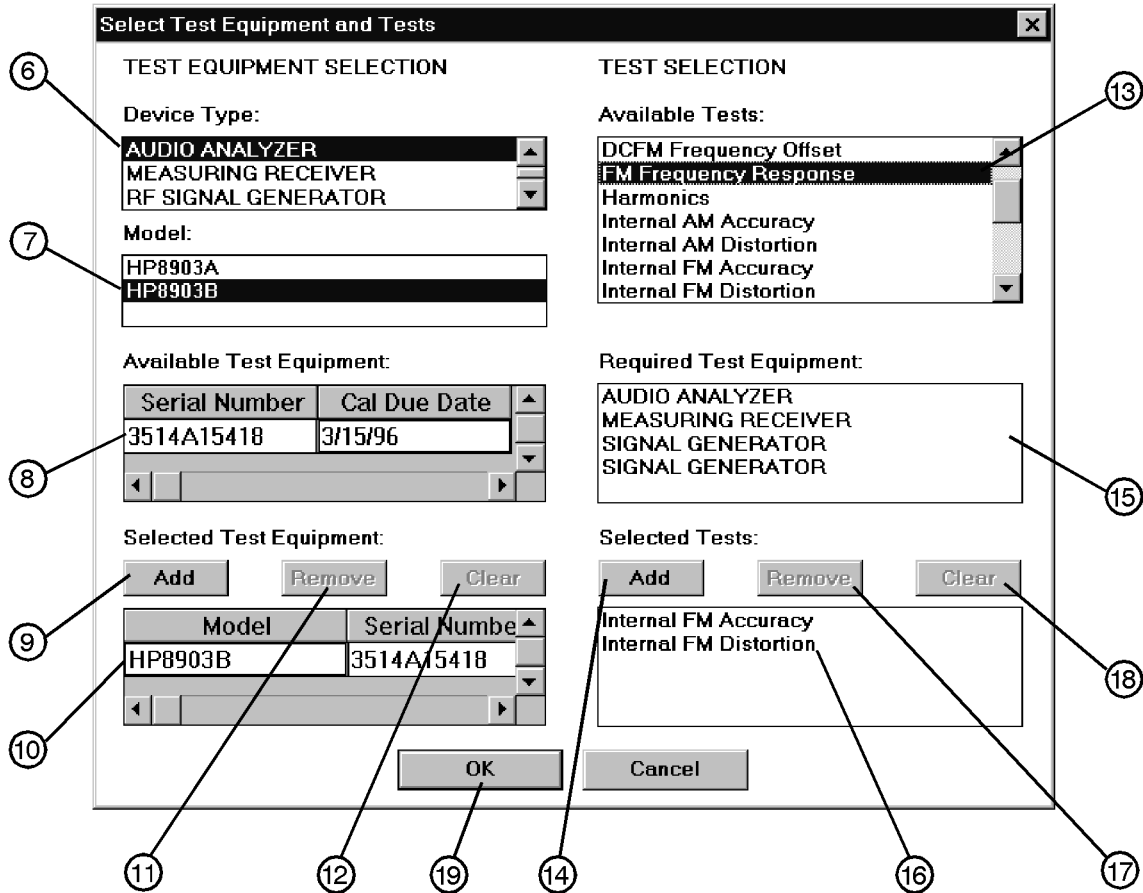 Select Test Equipment and Tests
TEST EQUIPMENT SELECTION
TEST SELECTION
6
Device Type:
AUDIO ANALYZER
MEASURING RECEIVER
RF SIGNAL GENERATOR
13
Available Tests:
DCFM Frequency Offset
FM Frequency Response
Harmonics
Internal AM Accuracy
Internal AM Distortion
Internal FM Accuracy
Internal FM Distortion
7
Model:
HP8903A
HP8903B
Available Test Equipment:
Serial Number Cal Due Date
3514A15418 3/15/96
8
Required Test Equipment:
AUDIO ANALYZER
MEASURING RECEIVER
SIGNAL GENERATOR
SIGNAL GENERATOR
15
Selected Test Equipment:
Add Remove Clear
9
Model Serial Numbe
HP8903B 3514A15418
10
Selected Tests:
Add Remove Clear
Internal FM Accuracy
Internal FM Distortion
18
OK Cancel
11 12 19 14 16 17